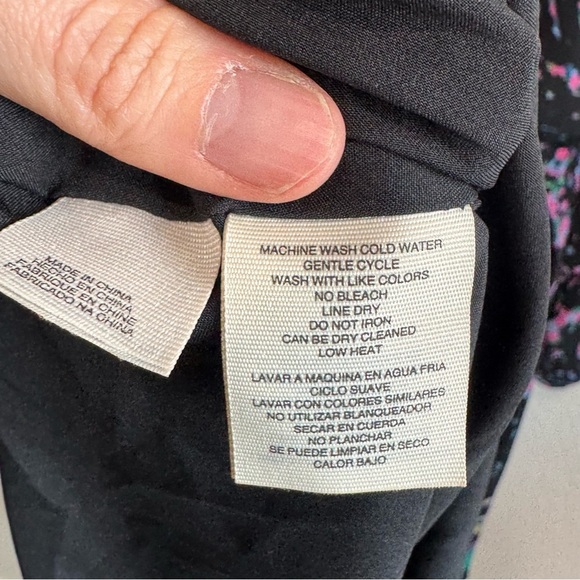 MADE IN CHINA
HECHO EN CHINA
FABRIQUE EN CHINE
FABRICADO NA CHINA
MACHINE WASH COLD WATER
GENTLE CYCLE
WASH WITH LIKE COLORS
NO BLEACH
LINE DRY
DO NOT IRON
CAN BE DRY CLEANED
LOW HEAT
LAVAR A MAQUINA EN AGUA FRIA
CICLO SUAVE
LAVAR CON COLORES SIMILARES
NO UTILIZAR BLANQUEADOR
SECAR EN CUERDA
NO PLANCHAR
SE PUEDE LIMPIAR EN SECO
CALOR BAJO